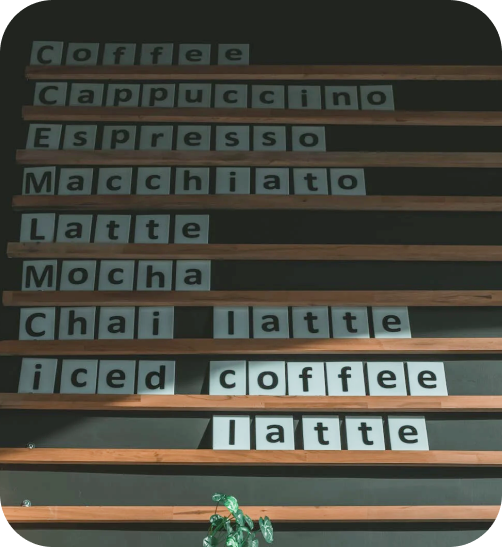 Coffee
Cappuccino
Espresso
Macchiato
Latte
Mocha
Chai latte
iced coffee
latte